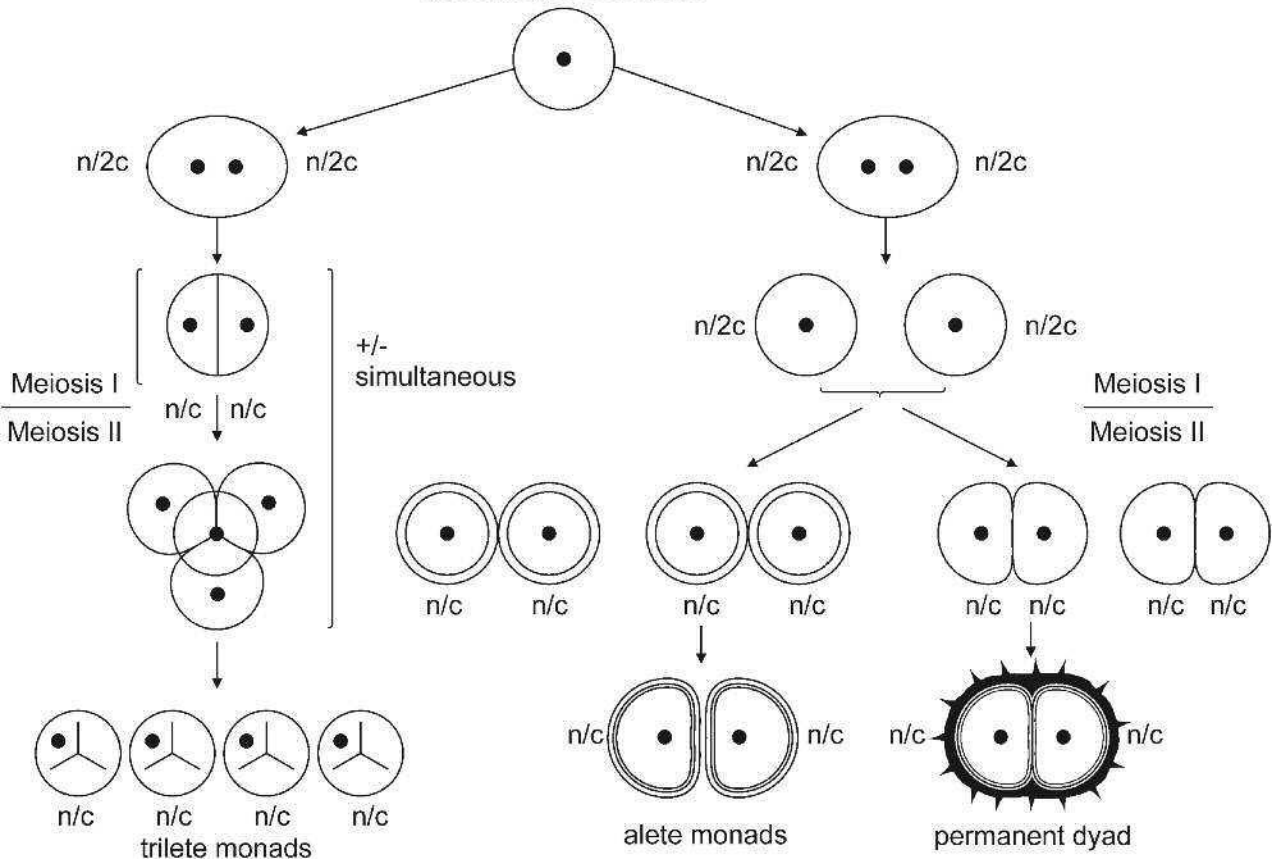 n/2c n/2c n/2c n/2c
n/2c n/2c
+/-
simultaneous
Meiosis I
Meiosis II
n/c n/c
Meiosis I
Meiosis II
n/c n/c n/c n/c n/c n/c n/c n/c
n/c n/c n/c n/c
n/c n/c n/c n/c
trilete monads
alete monads
permanent dyad